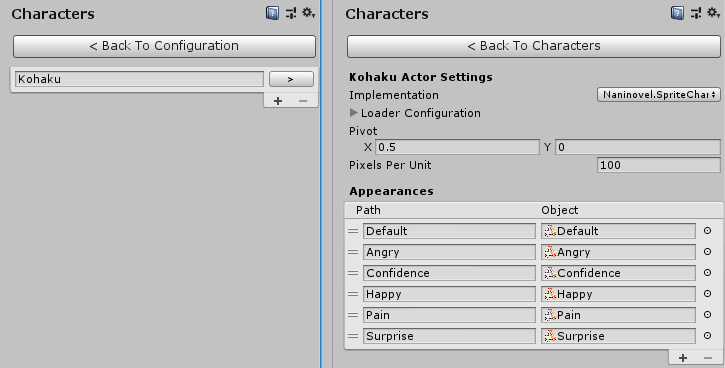 Characters
< Back To Configuration
Kohaku >
+ −
Characters
< Back To Characters
Kohaku Actor Settings
Implementation Naninovel.SpriteChar
Loader Configuration
Pivot
X 0.5 Y 0
Pixels Per Unit 100
Appearances
Path Object
Default Default
Angry Angry
Confidence Confidence
Happy Happy
Pain Pain
Surprise Surprise
+ −